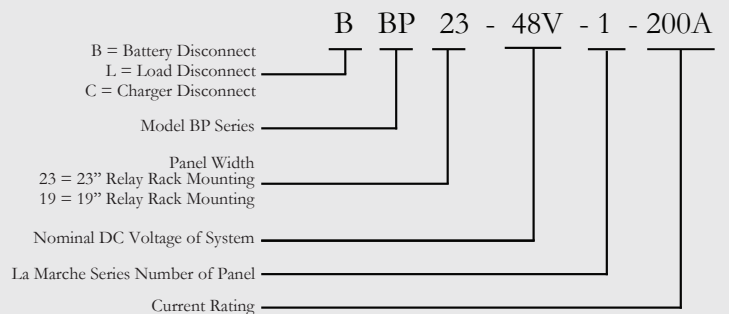 B BP 23 - 48V - 1 - 200A
B = Battery Disconnect
L = Load Disconnect
C = Charger Disconnect
Model BP Series
Panel Width
23 = 23” Relay Rack Mounting
19 = 19” Relay Rack Mounting
Nominal DC Voltage of System
La Marche Series Number of Panel
Current Rating